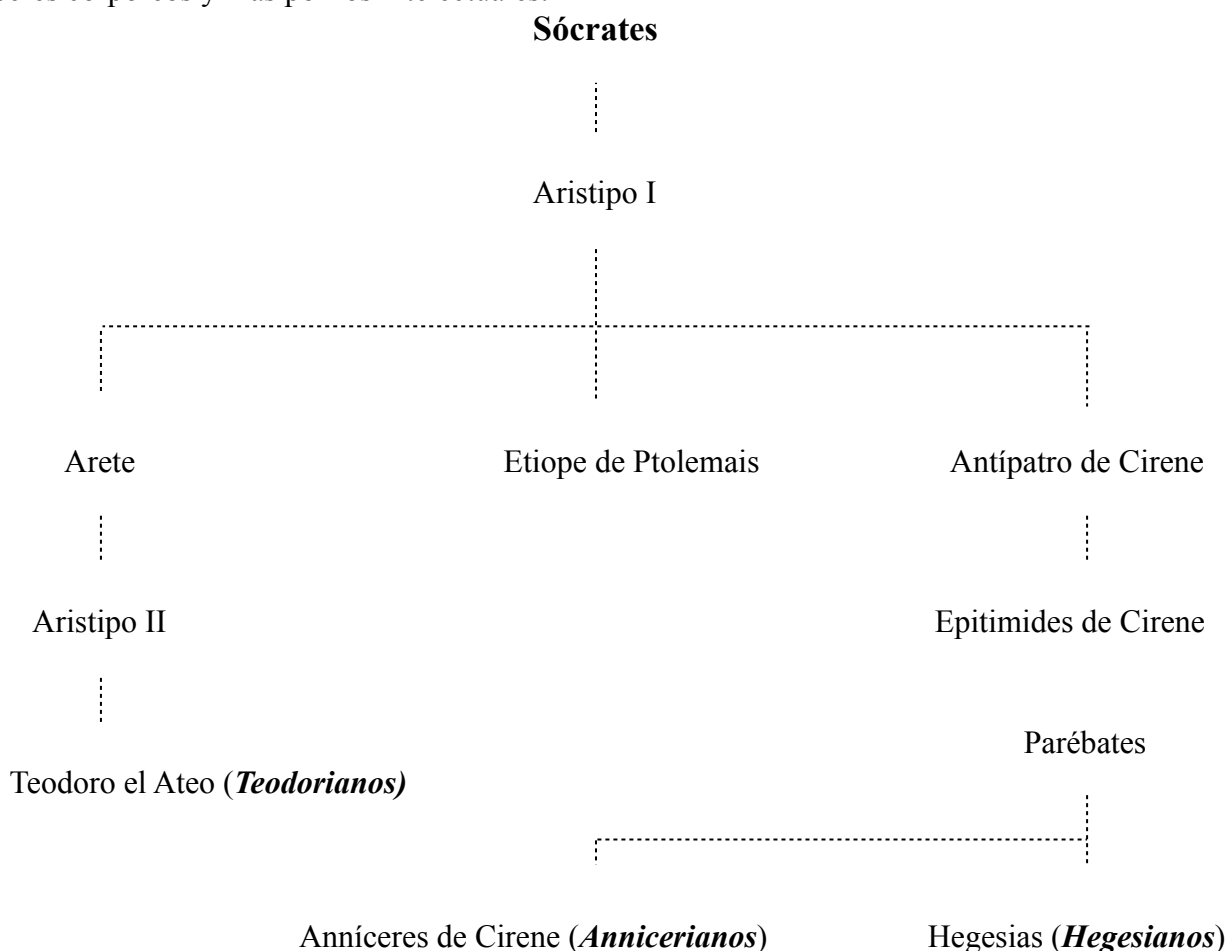 Sócrates
Aristipo I
Arete Etiope de Ptolemais Antípatro de Cirene
Aristipo II Epitimides de Cirene
Parébates
Teodoro el Ateo (Teodorianos)
Anníceres de Cirene (Annicerianos) Hegesias (Hegesianos)